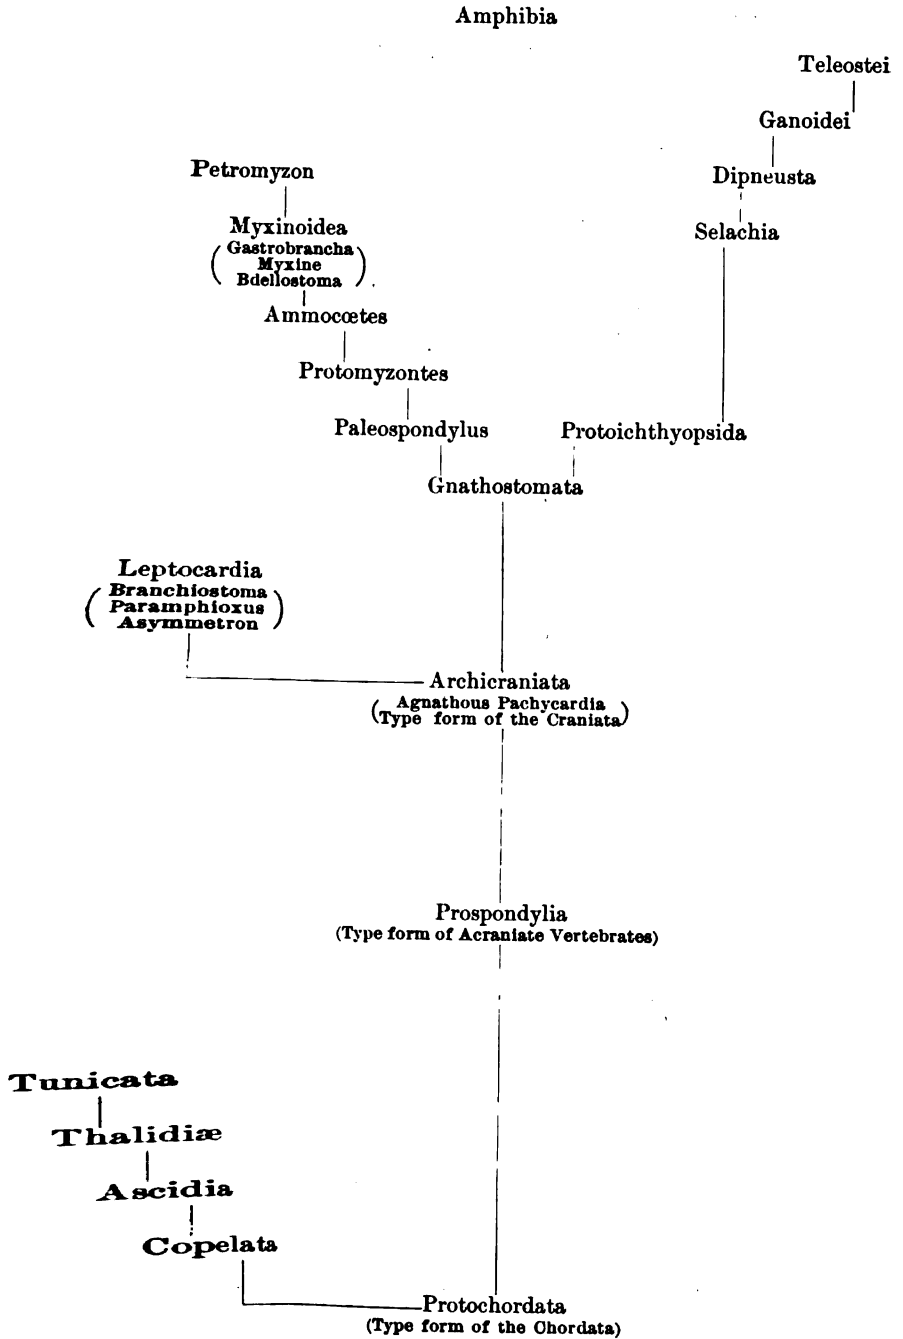 Amphibia
Teleostei
Ganoidei
Petromyzon
Dipneusta
Myxinoidea
Selachia
(Gastrobrancha
Myxine
Bdellostoma)
Ammocœtes
Protomyzontes
Paleospondylus
Protoichthyopsida
Gnathostomata
Leptocardia
(Branchiostoma
Paramphioxus
Asymmetron)
Archicraniata
(Agnathous Pachycardia
Type form of the Craniata)
Prospondylia
(Type form of Acraniate Vertebrates)
Tunicata
Thalidiæ
Ascidia
Copelata
Protochordata
(Type form of the Chordata)